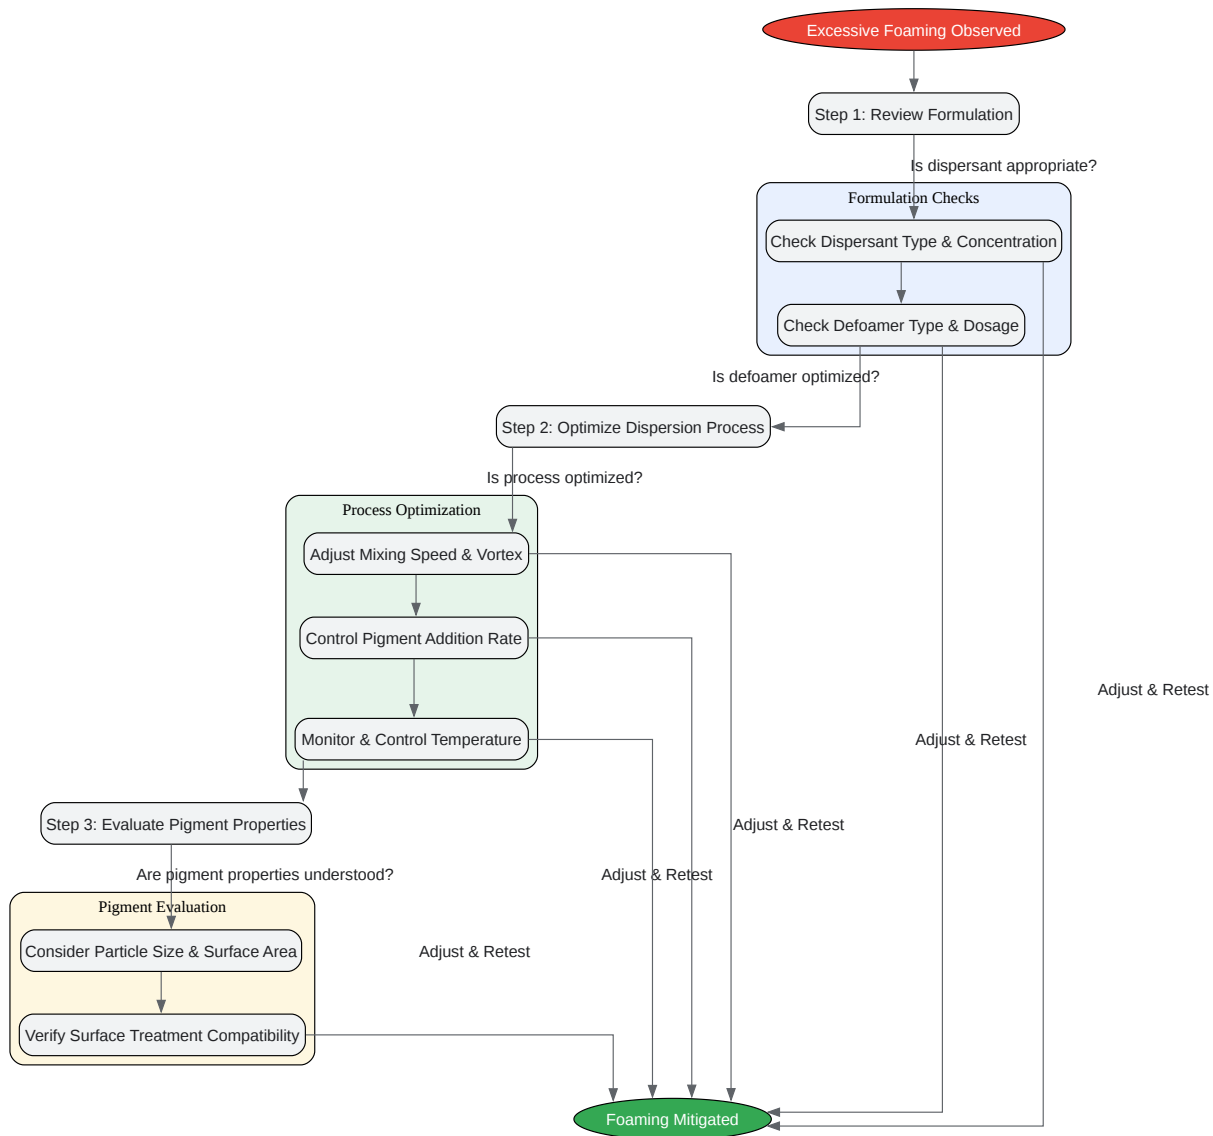 Excessive Foaming Observed
Step 1: Review Formulation
Is dispersant appropriate?
Formulation Checks
Check Dispersant Type & Concentration
Check Defoamer Type & Dosage
Is defoamer optimized?
Step 2: Optimize Dispersion Process
Is process optimized?
Process Optimization
Adjust Mixing Speed & Vortex
Control Pigment Addition Rate
Adjust & Retest
Monitor & Control Temperature
Adjust & Retest
Step 3: Evaluate Pigment Properties
Adjust & Retest
Are pigment properties understood?
Adjust & Retest
Pigment Evaluation
Consider Particle Size & Surface Area
Adjust & Retest
Verify Surface Treatment Compatibility
Foaming Mitigated